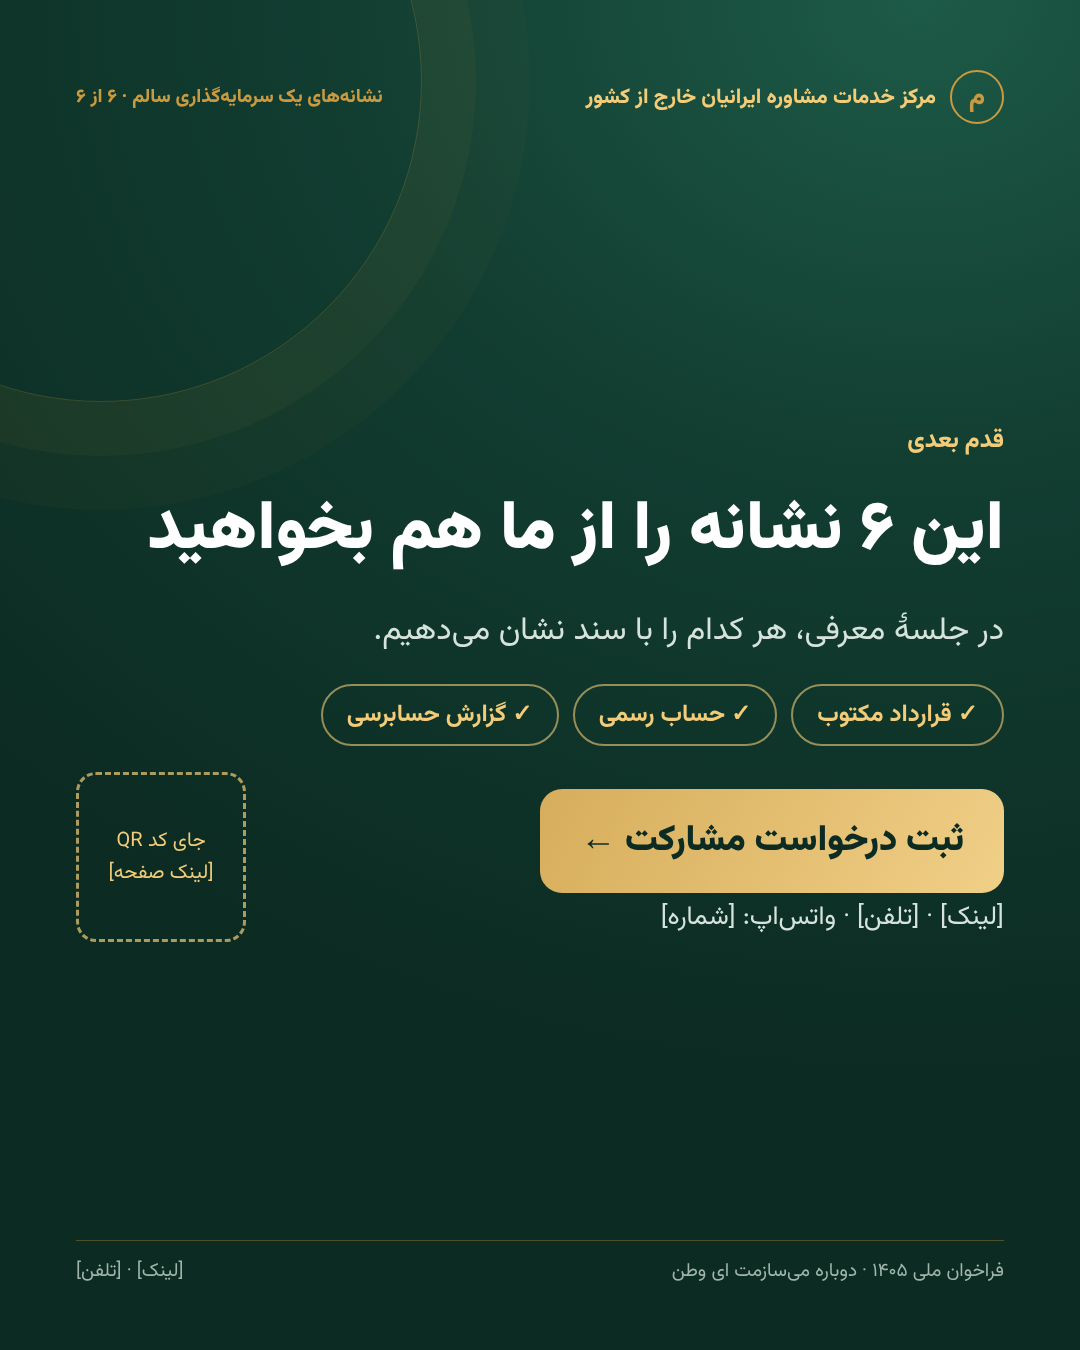 م
مرکز خدمات مشاوره ایرانیان خارج از کشور
نشانه‌های یک سرمایه‌گذاری سالم · ۶ از ۶
قدم بعدی
این ۶ نشانه را از ما هم بخواهید
در جلسهٔ معرفی، هر کدام را با سند نشان می‌دهیم.
✓ قرارداد مکتوب
✓ حساب رسمی
✓ گزارش حسابرسی
ثبت درخواست مشارکت ←
[لینک] · [تلفن] · واتس‌اپ: [شماره]
جای کد QR
[لینک صفحه]
فراخوان ملی ۱۴۰۵ · دوباره می‌سازمت ای وطن
[لینک] · [تلفن]